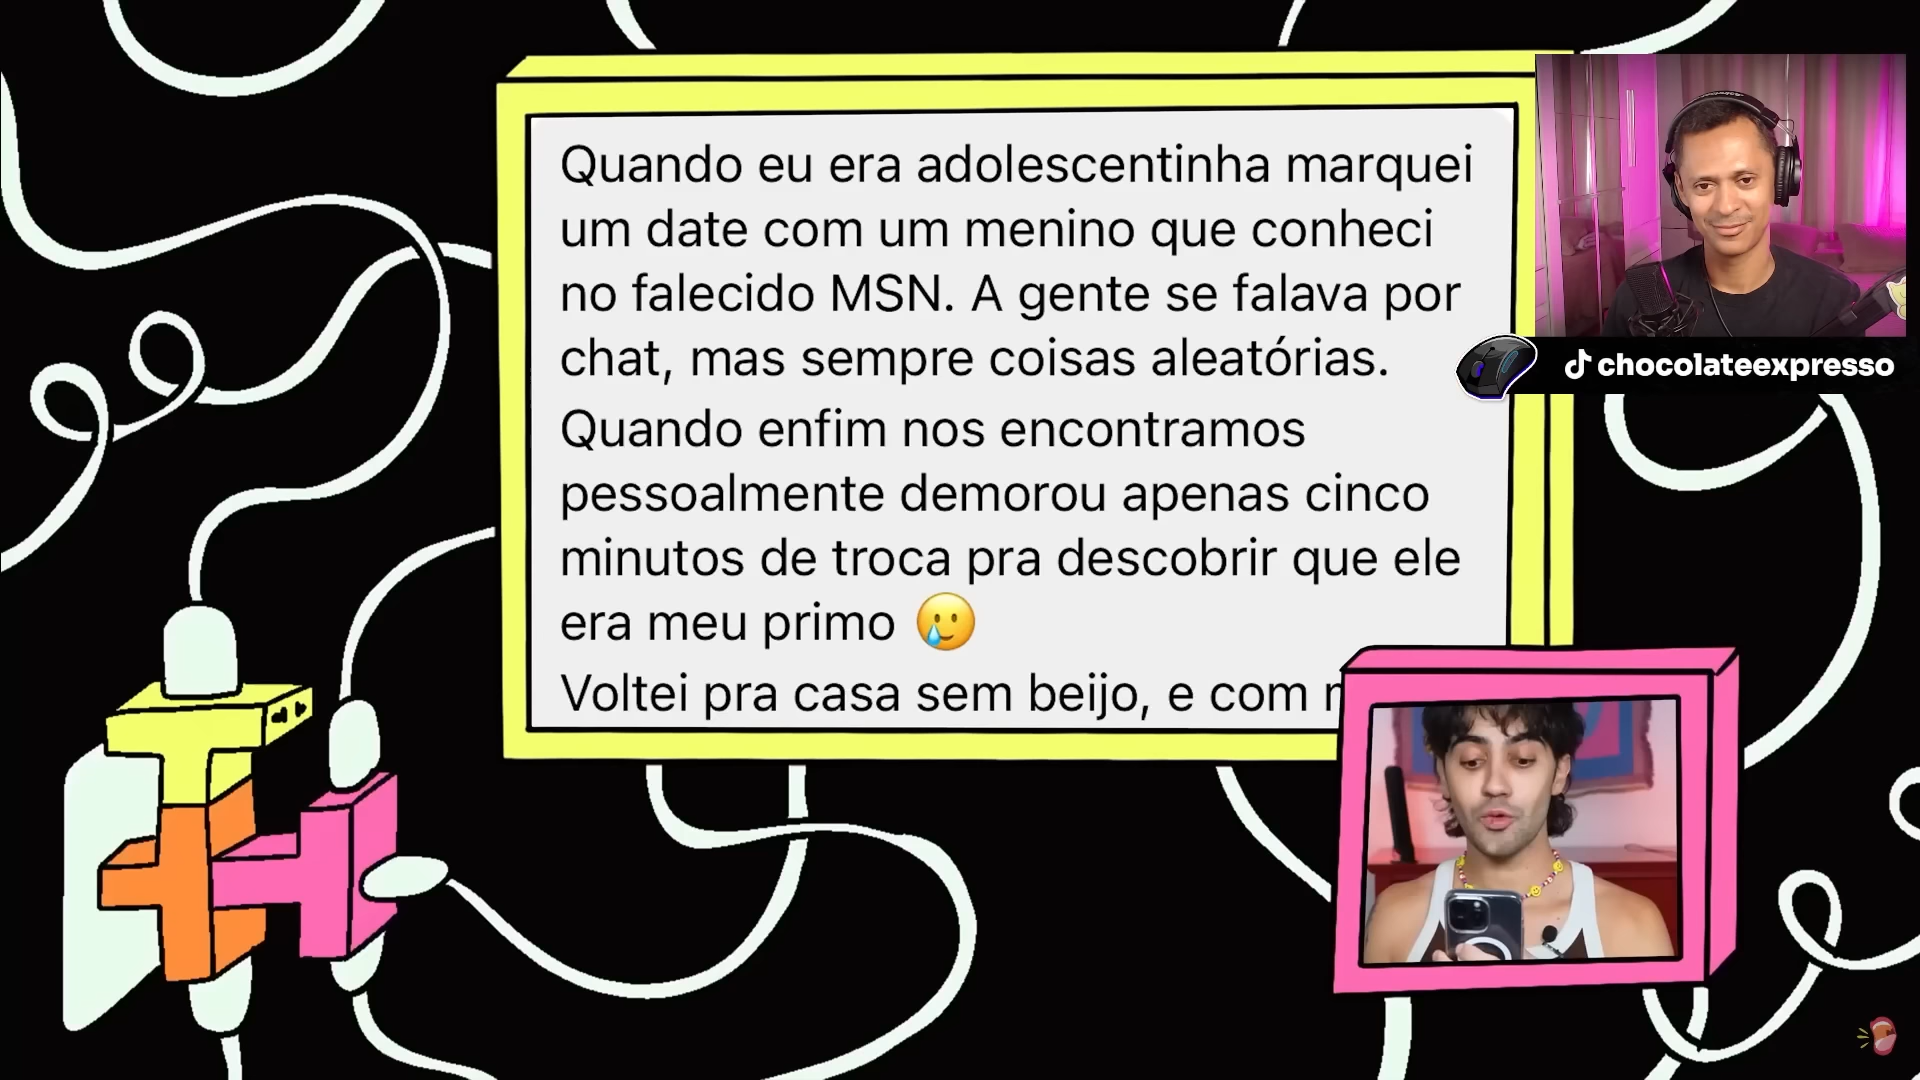 Quando eu era adolescentinha marquei
um date com um menino que conheci
no falecido MSN. A gente se falava por
chat, mas sempre coisas aleatórias.
Quando enfim nos encontramos
pessoalmente demorou apenas cinco
minutos de troca pra descobrir que ele
era meu primo 🥲
Voltei pra casa sem beijo, e com
chocolateexpresso